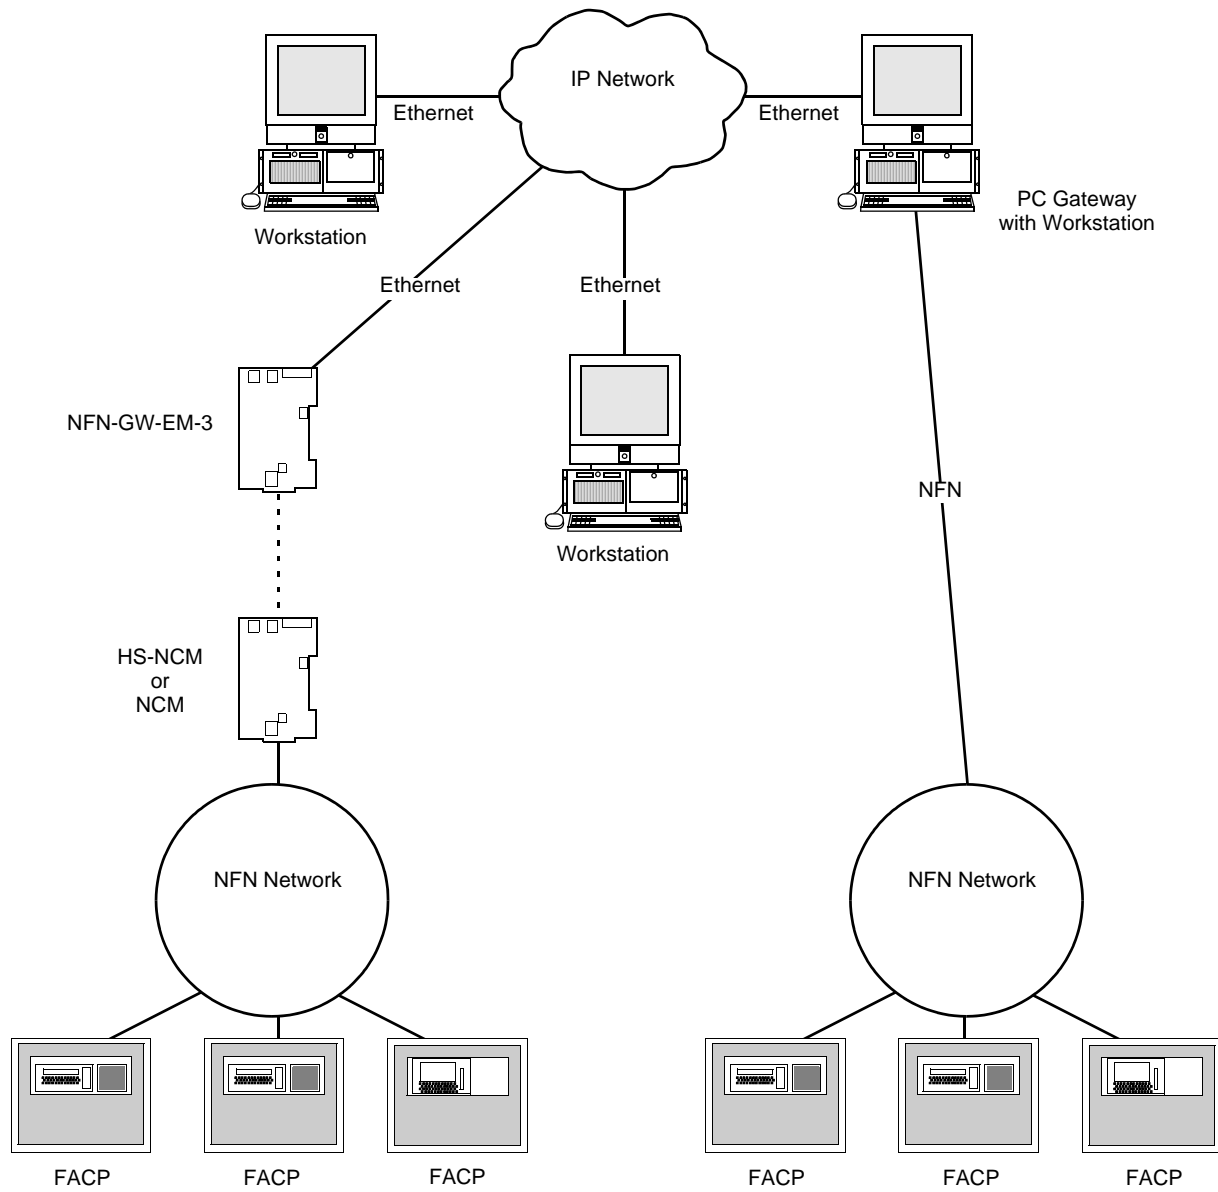 IP Network
Ethernet
Ethernet
PC Gateway
with Workstation
Workstation
Ethernet
Ethernet
NFN-GW-EM-3
NFN
Workstation
HS-NCM
or
NCM
NFN Network
NFN Network
FACP
FACP
FACP
FACP
FACP
FACP